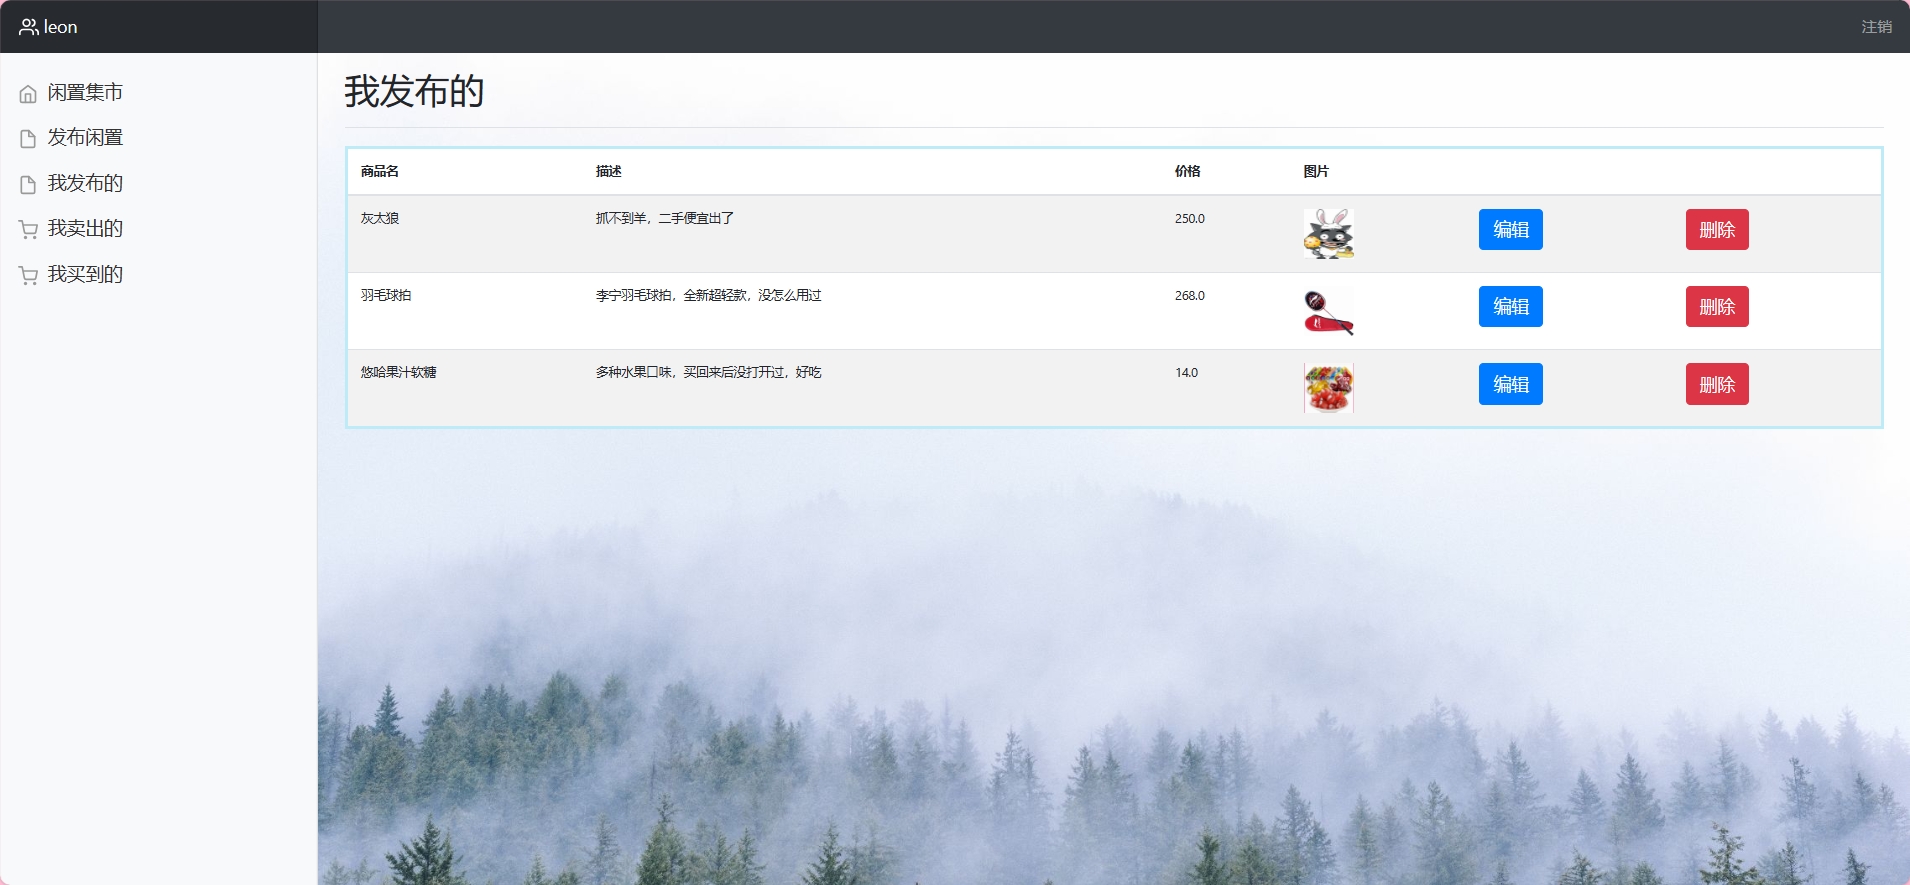 leon
注销
闲置集市
发布闲置
我发布的
我卖出的
我买到的
我发布的
商品名 描述 价格 图片
灰太狼 抓不到羊，二手便宜出了 250.0 编辑 删除
羽毛球拍 李宁羽毛球拍，全新超轻款，没怎么用过 268.0 编辑 删除
悠哈果汁软糖 多种水果口味，买回来后没打开过，好吃 14.0 编辑 删除